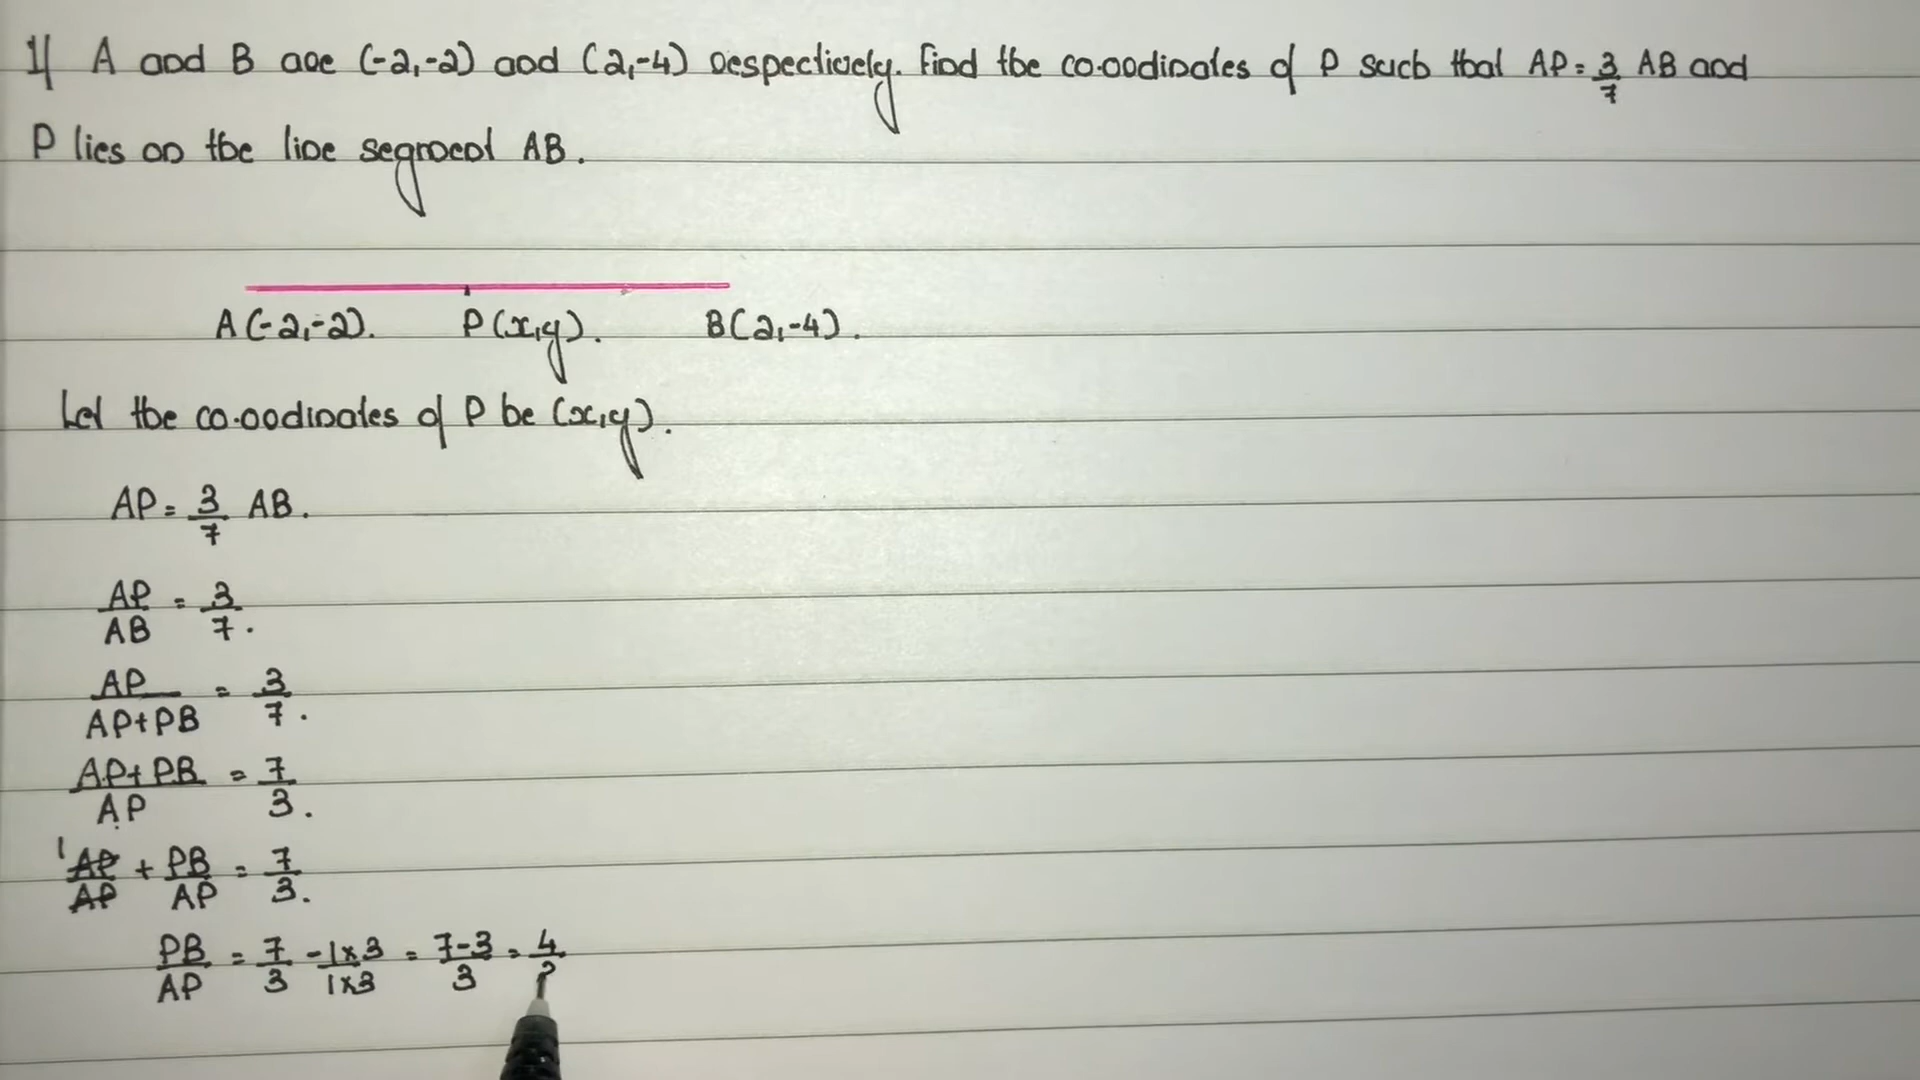 If A and B are (-2,-2) and (2,-4) respectively. Find the co.ordinates of P such that AP = 3/7 AB and
P lies on the line segment AB.
A(-2,-2). P(x,y). B(2,-4).
Let the co.ordinates of P be (x,y).
AP = 3/7 AB.
AP/AB = 3/7.
AP/AP+PB = 3/7.
AP+PB/AP = 7/3.
1 AP/AP + PB/AP = 7/3.
PB/AP = 7/3 - 1×3/1×3 = 7-3/3 = 4/